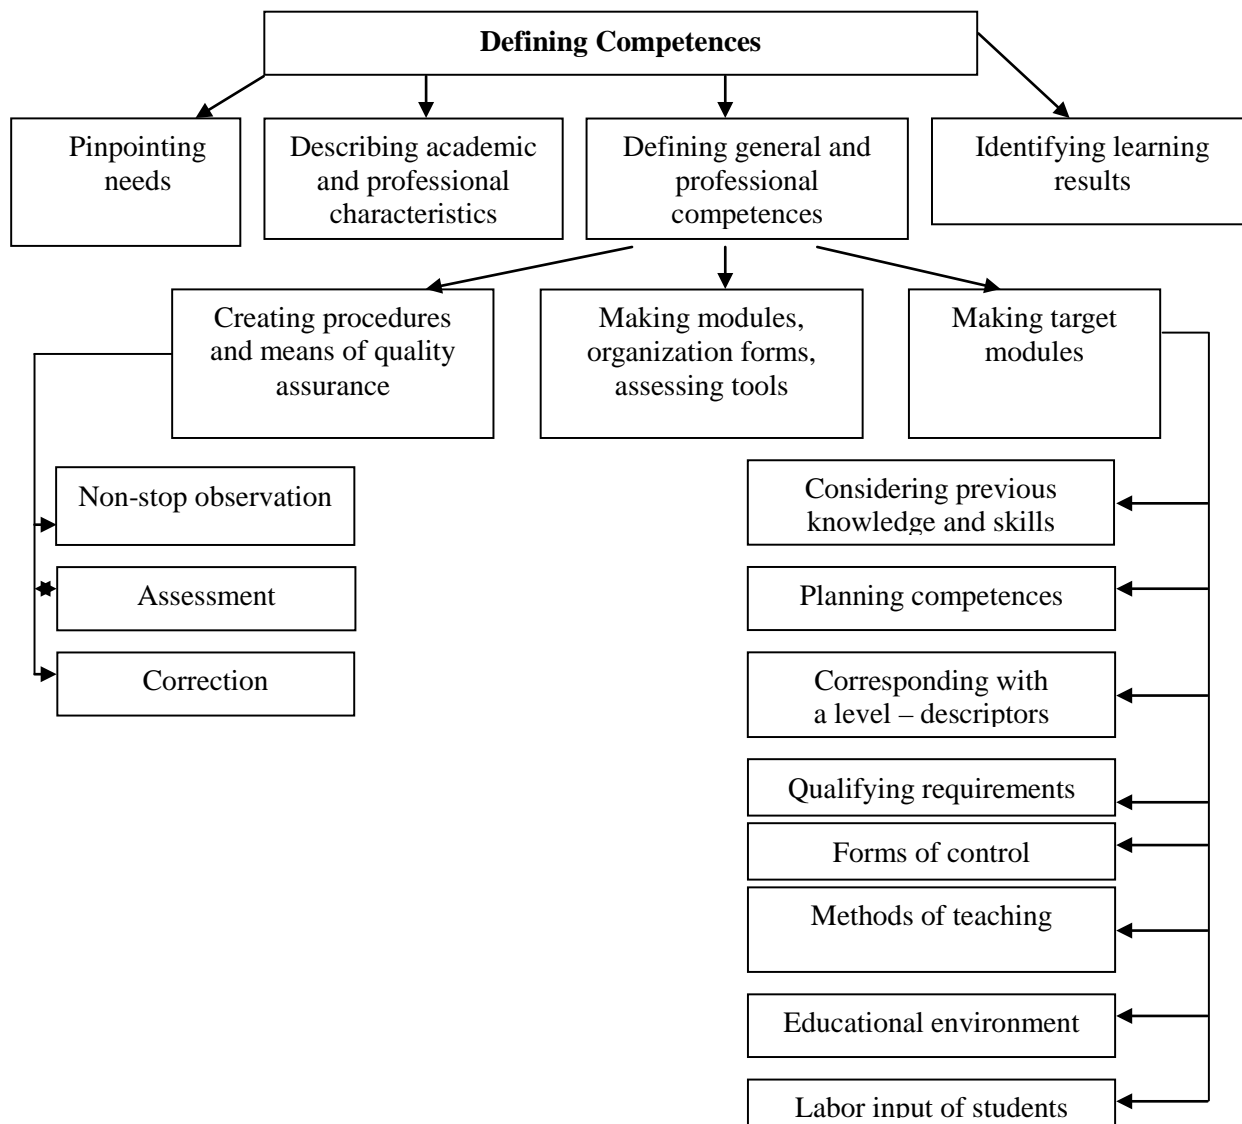 Defining Competences
Pinpointing
needs
Describing academic
and professional
characteristics
Defining general and
professional
competences
Identifying learning
results
Creating procedures
and means of quality
assurance
Making modules,
organization forms,
assessing tools
Making target
modules
Non-stop observation
Assessment
Correction
Considering previous
knowledge and skills
Planning competences
Corresponding with
a level – descriptors
Qualifying requirements
Forms of control
Methods of teaching
Educational environment
Labor input of students